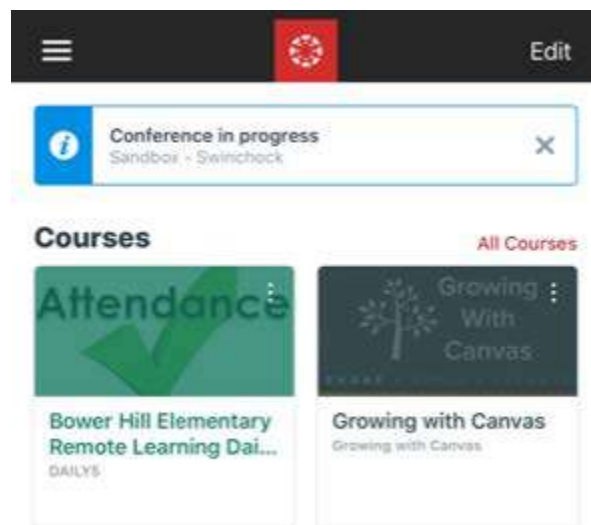 Edit
Conference in progress
Sandbox - Swinchock
Courses
All Courses
Attendance
Growing
With
Canvas
Bower Hill Elementary
Remote Learning Dai...
DAILY5
Growing with Canvas
Growing with Canvas